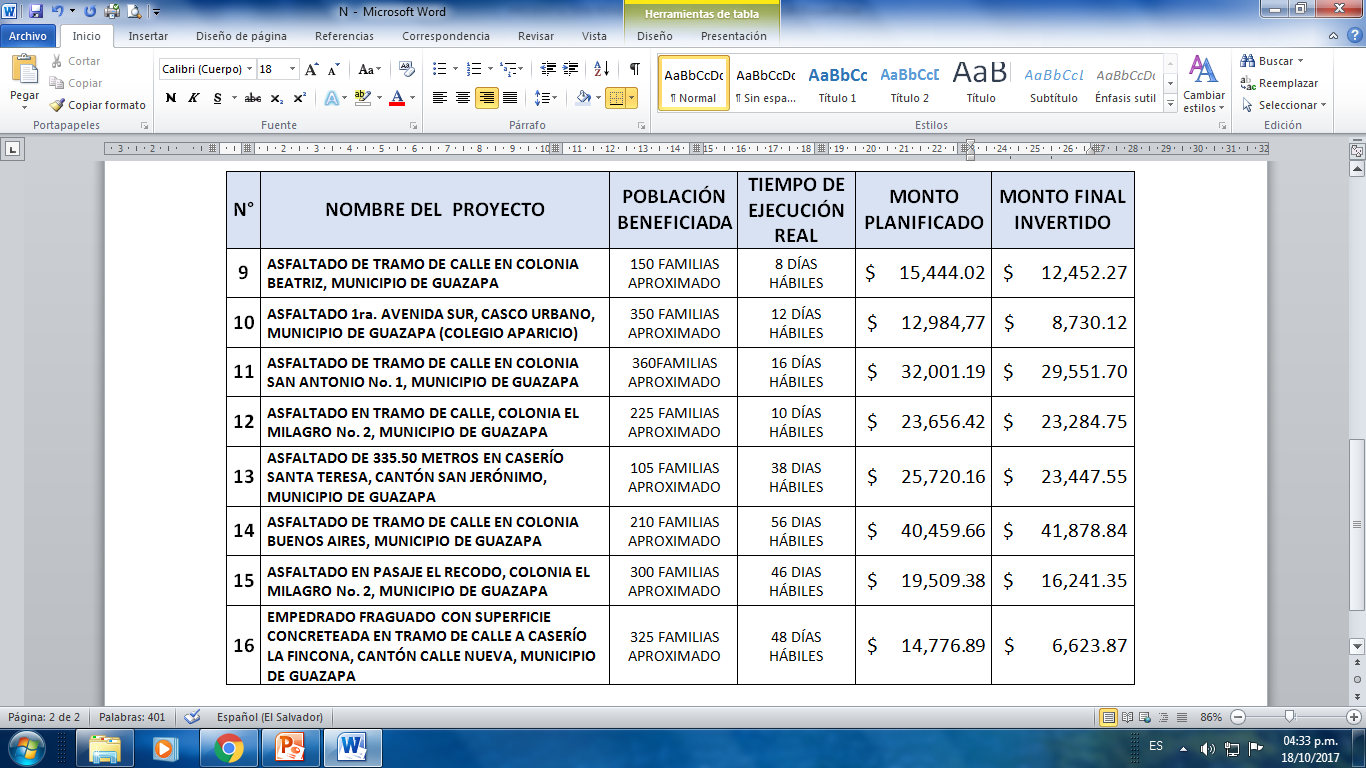 N - Microsoft Word
Herramientas de tabla
Archivo Inicio Insertar Diseño de página Referencias Correspondencia Revisar Vista Diseño Presentación
Pegar
Cortar
Copiar
Copiar formato
Portapapeles
Calibri (Cuerpo) 18
Fuente
Párrafo
AaBbCcDc
¶ Normal
AaBbCcDc
¶ Sin espa...
AaBbCc
Título 1
AaBbCcD
Título 2
AaB
Título
AaBbCcL
Subtítulo
AaBbCcDc
Énfasis sutil
Cambiar
estilos
Estilos
Buscar
Reemplazar
Seleccionar
Edición
N° NOMBRE DEL PROYECTO POBLACIÓN BENEFICIADA TIEMPO DE EJECUCIÓN REAL MONTO PLANIFICADO MONTO FINAL INVERTIDO
9 ASFALTADO DE TRAMO DE CALLE EN COLONIA BEATRIZ, MUNICIPIO DE GUAZAPA 150 FAMILIAS APROXIMADO 8 DÍAS HÁBILES $ 15,444.02 $ 12,452.27
10 ASFALTADO 1ra. AVENIDA SUR, CASCO URBANO, MUNICIPIO DE GUAZAPA (COLEGIO APARICIO) 350 FAMILIAS APROXIMADO 12 DÍAS HÁBILES $ 12,984,77 $ 8,730.12
11 ASFALTADO DE TRAMO DE CALLE EN COLONIA SAN ANTONIO No. 1, MUNICIPIO DE GUAZAPA 360FAMILIAS APROXIMADO 16 DÍAS HÁBILES $ 32,001.19 $ 29,551.70
12 ASFALTADO EN TRAMO DE CALLE, COLONIA EL MILAGRO No. 2, MUNICIPIO DE GUAZAPA 225 FAMILIAS APROXIMADO 10 DÍAS HÁBILES $ 23,656.42 $ 23,284.75
13 ASFALTADO DE 335.50 METROS EN CASERÍO SANTA TERESA, CANTÓN SAN JERÓNIMO, MUNICIPIO DE GUAZAPA 105 FAMILIAS APROXIMADO 38 DIAS HÁBILES $ 25,720.16 $ 23,447.55
14 ASFALTADO DE TRAMO DE CALLE EN COLONIA BUENOS AIRES, MUNICIPIO DE GUAZAPA 210 FAMILIAS APROXIMADO 56 DIAS HÁBILES $ 40,459.66 $ 41,878.84
15 ASFALTADO EN PASAJE EL RECODO, COLONIA EL MILAGRO No. 2, MUNICIPIO DE GUAZAPA 300 FAMILIAS APROXIMADO 46 DIAS HÁBILES $ 19,509.38 $ 16,241.35
16 EMPEDRADO FRAGUADO CON SUPERFICIE CONCRETEADA EN TRAMO DE CALLE A CASERÍO LA FINCONA, CANTÓN CALLE NUEVA, MUNICIPIO DE GUAZAPA 325 FAMILIAS APROXIMADO 48 DÍAS HÁBILES $ 14,776.89 $ 6,623.87
Página: 2 de 2 Palabras: 401 Español (El Salvador) 86%
ES 04:33 p.m.
18/10/2017